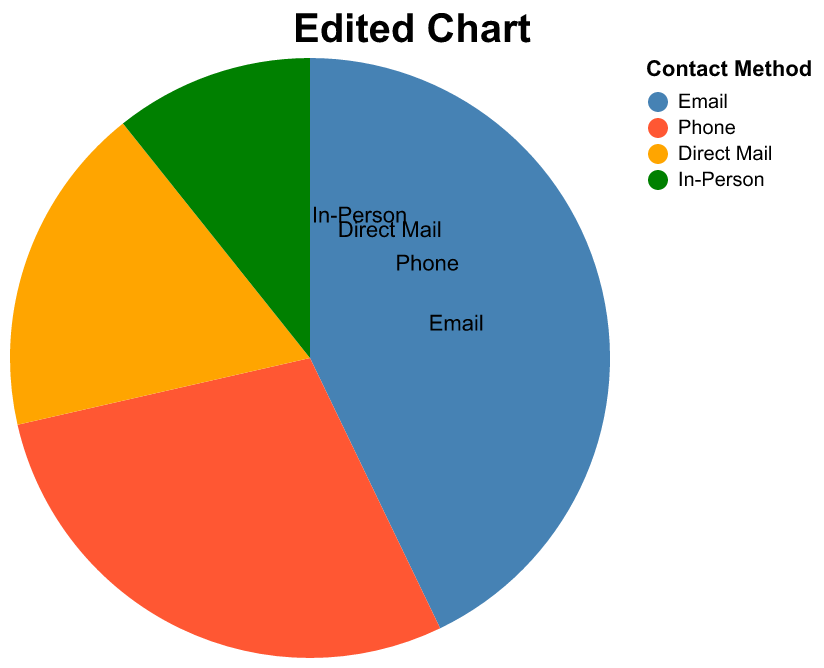 Edited Chart
Contact Method
Email
Phone
Direct Mail
In-Person
In-Person
Direct Mail
Phone
Email